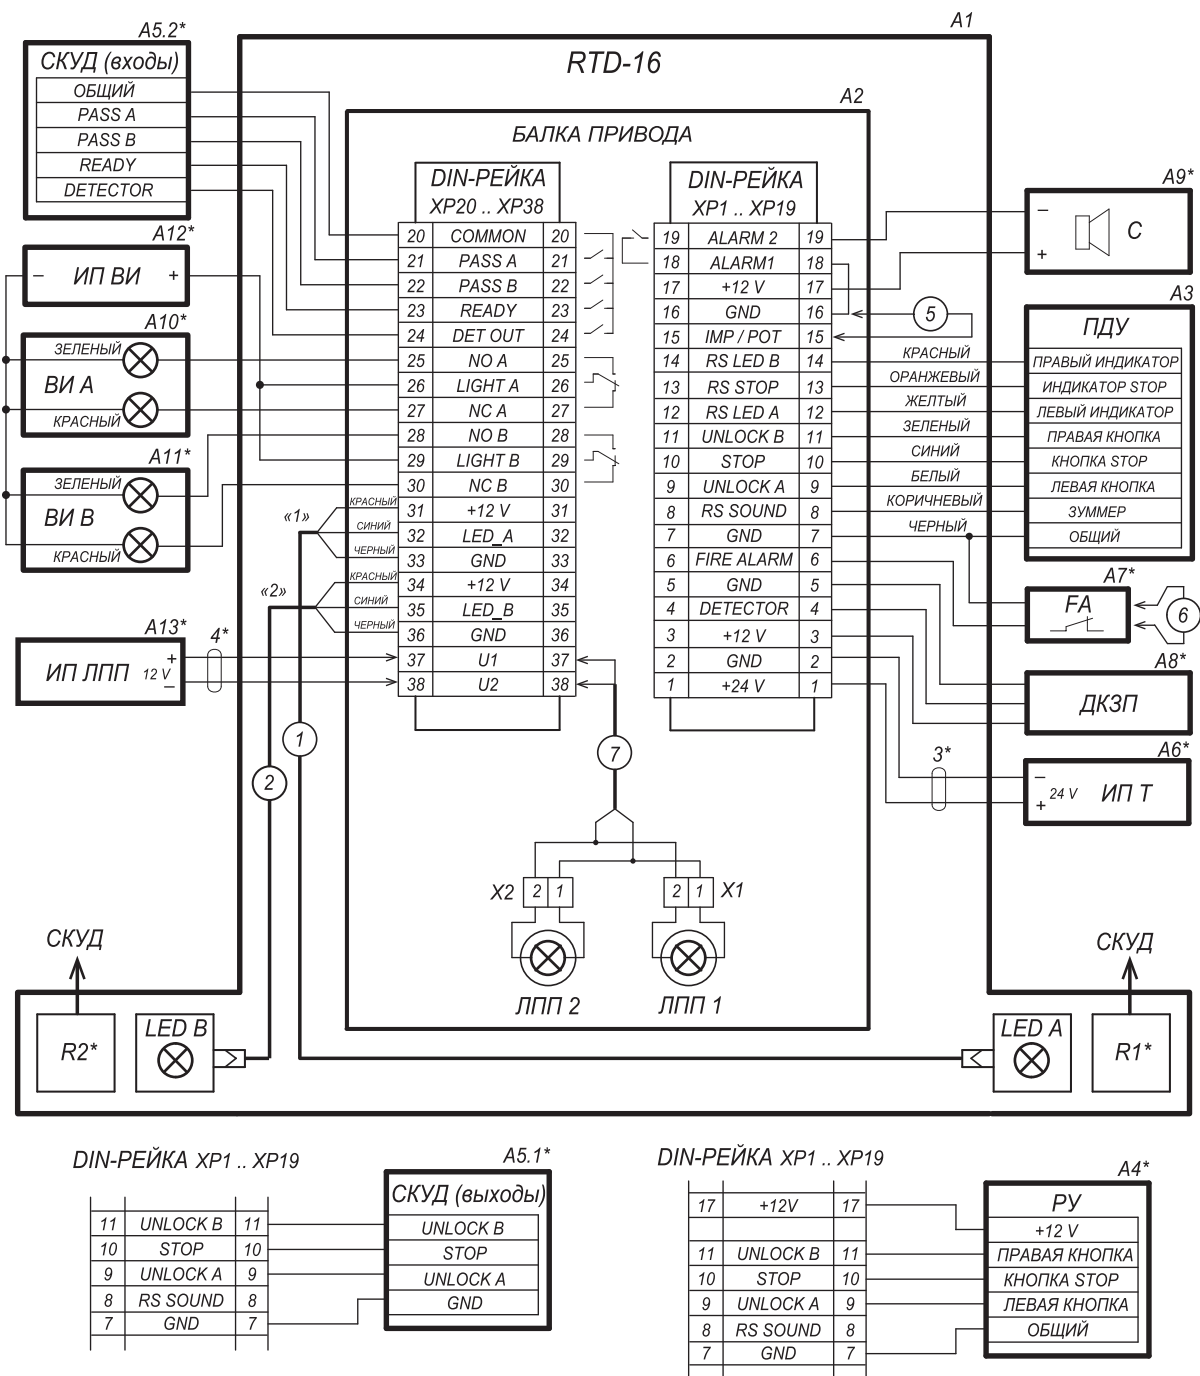 A1
RTD-16
A5.2*
СКУД (входы)
ОБЩИЙ
PASS A
PASS B
READY
DETECTOR
A12*
– ИП ВИ +
A10*
ЗЕЛЕНЫЙ
ВИ А
КРАСНЫЙ
A11*
ЗЕЛЕНЫЙ
ВИ В
КРАСНЫЙ
A13*
ИП ЛПП 12 V + –
4*
A2
БАЛКА ПРИВОДА
DIN-РЕЙКА
XP20 .. XP38
20 COMMON 20
21 PASS A 21
22 PASS B 22
23 READY 23
24 DET OUT 24
25 NO A 25
26 LIGHT A 26
27 NC A 27
28 NO B 28
29 LIGHT B 29
30 NC B 30
31 +12 V 31
32 LED_A 32
33 GND 33
34 +12 V 34
35 LED_B 35
36 GND 36
37 U1 37
38 U2 38
«1»
КРАСНЫЙ
СИНИЙ
ЧЕРНЫЙ
«2»
КРАСНЫЙ
СИНИЙ
ЧЕРНЫЙ
1
2
DIN-РЕЙКА
XP1 .. XP19
19 ALARM 2 19
18 ALARM1 18
17 +12 V 17
16 GND 16
15 IMP / POT 15
14 RS LED B 14
13 RS STOP 13
12 RS LED A 12
11 UNLOCK B 11
10 STOP 10
9 UNLOCK A 9
8 RS SOUND 8
7 GND 7
6 FIRE ALARM 6
5 GND 5
4 DETECTOR 4
3 +12 V 3
2 GND 2
1 +24 V 1
7
X2 2 1
2 1 X1
ЛПП 2
ЛПП 1
A9*
–
+
С
5
A3
ПДУ
КРАСНЫЙ
ОРАНЖЕВЫЙ
ЖЕЛТЫЙ
ЗЕЛЕНЫЙ
СИНИЙ
БЕЛЫЙ
КОРИЧНЕВЫЙ
ЧЕРНЫЙ
ПРАВЫЙ ИНДИКАТОР
ИНДИКАТОР STOP
ЛЕВЫЙ ИНДИКАТОР
ПРАВАЯ КНОПКА
КНОПКА STOP
ЛЕВАЯ КНОПКА
ЗУММЕР
ОБЩИЙ
A7*
FA
6
A8*
ДКЗП
A6*
3*
– + 24 V ИП Т
СКУД
R2*
LED B
LED A
СКУД
R1*
DIN-РЕЙКА XP1 .. XP19
11 UNLOCK B 11
10 STOP 10
9 UNLOCK A 9
8 RS SOUND 8
7 GND 7
A5.1*
СКУД (выходы)
UNLOCK B
STOP
UNLOCK A
GND
DIN-РЕЙКА XP1 .. XP19
17 +12V 17
11 UNLOCK B 11
10 STOP 10
9 UNLOCK A 9
8 RS SOUND 8
7 GND 7
A4*
РУ
+12 V
ПРАВАЯ КНОПКА
КНОПКА STOP
ЛЕВАЯ КНОПКА
ОБЩИЙ